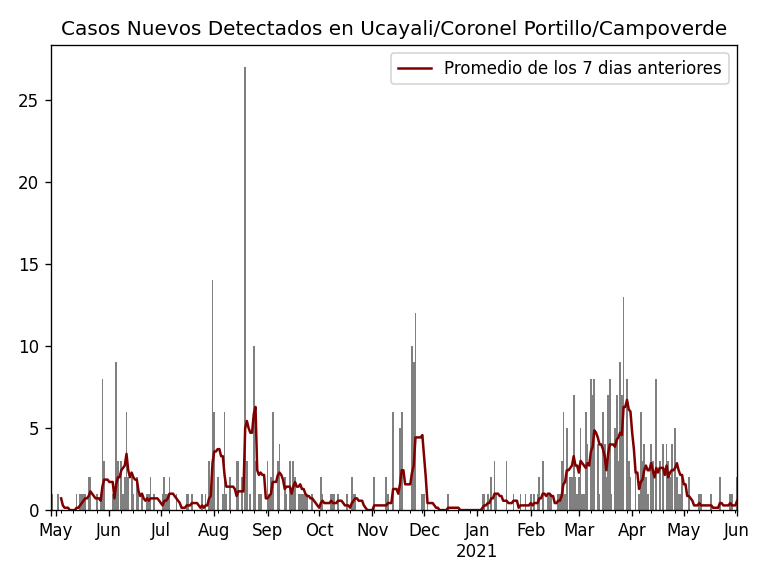 Casos Nuevos Detectados en Ucayali/Coronel Portillo/Campoverde
Promedio de los 7 dias anteriores
25
20
15
10
5
0
May Jun Jul Aug Sep Oct Nov Dec Jan Feb Mar Apr May Jun
2021